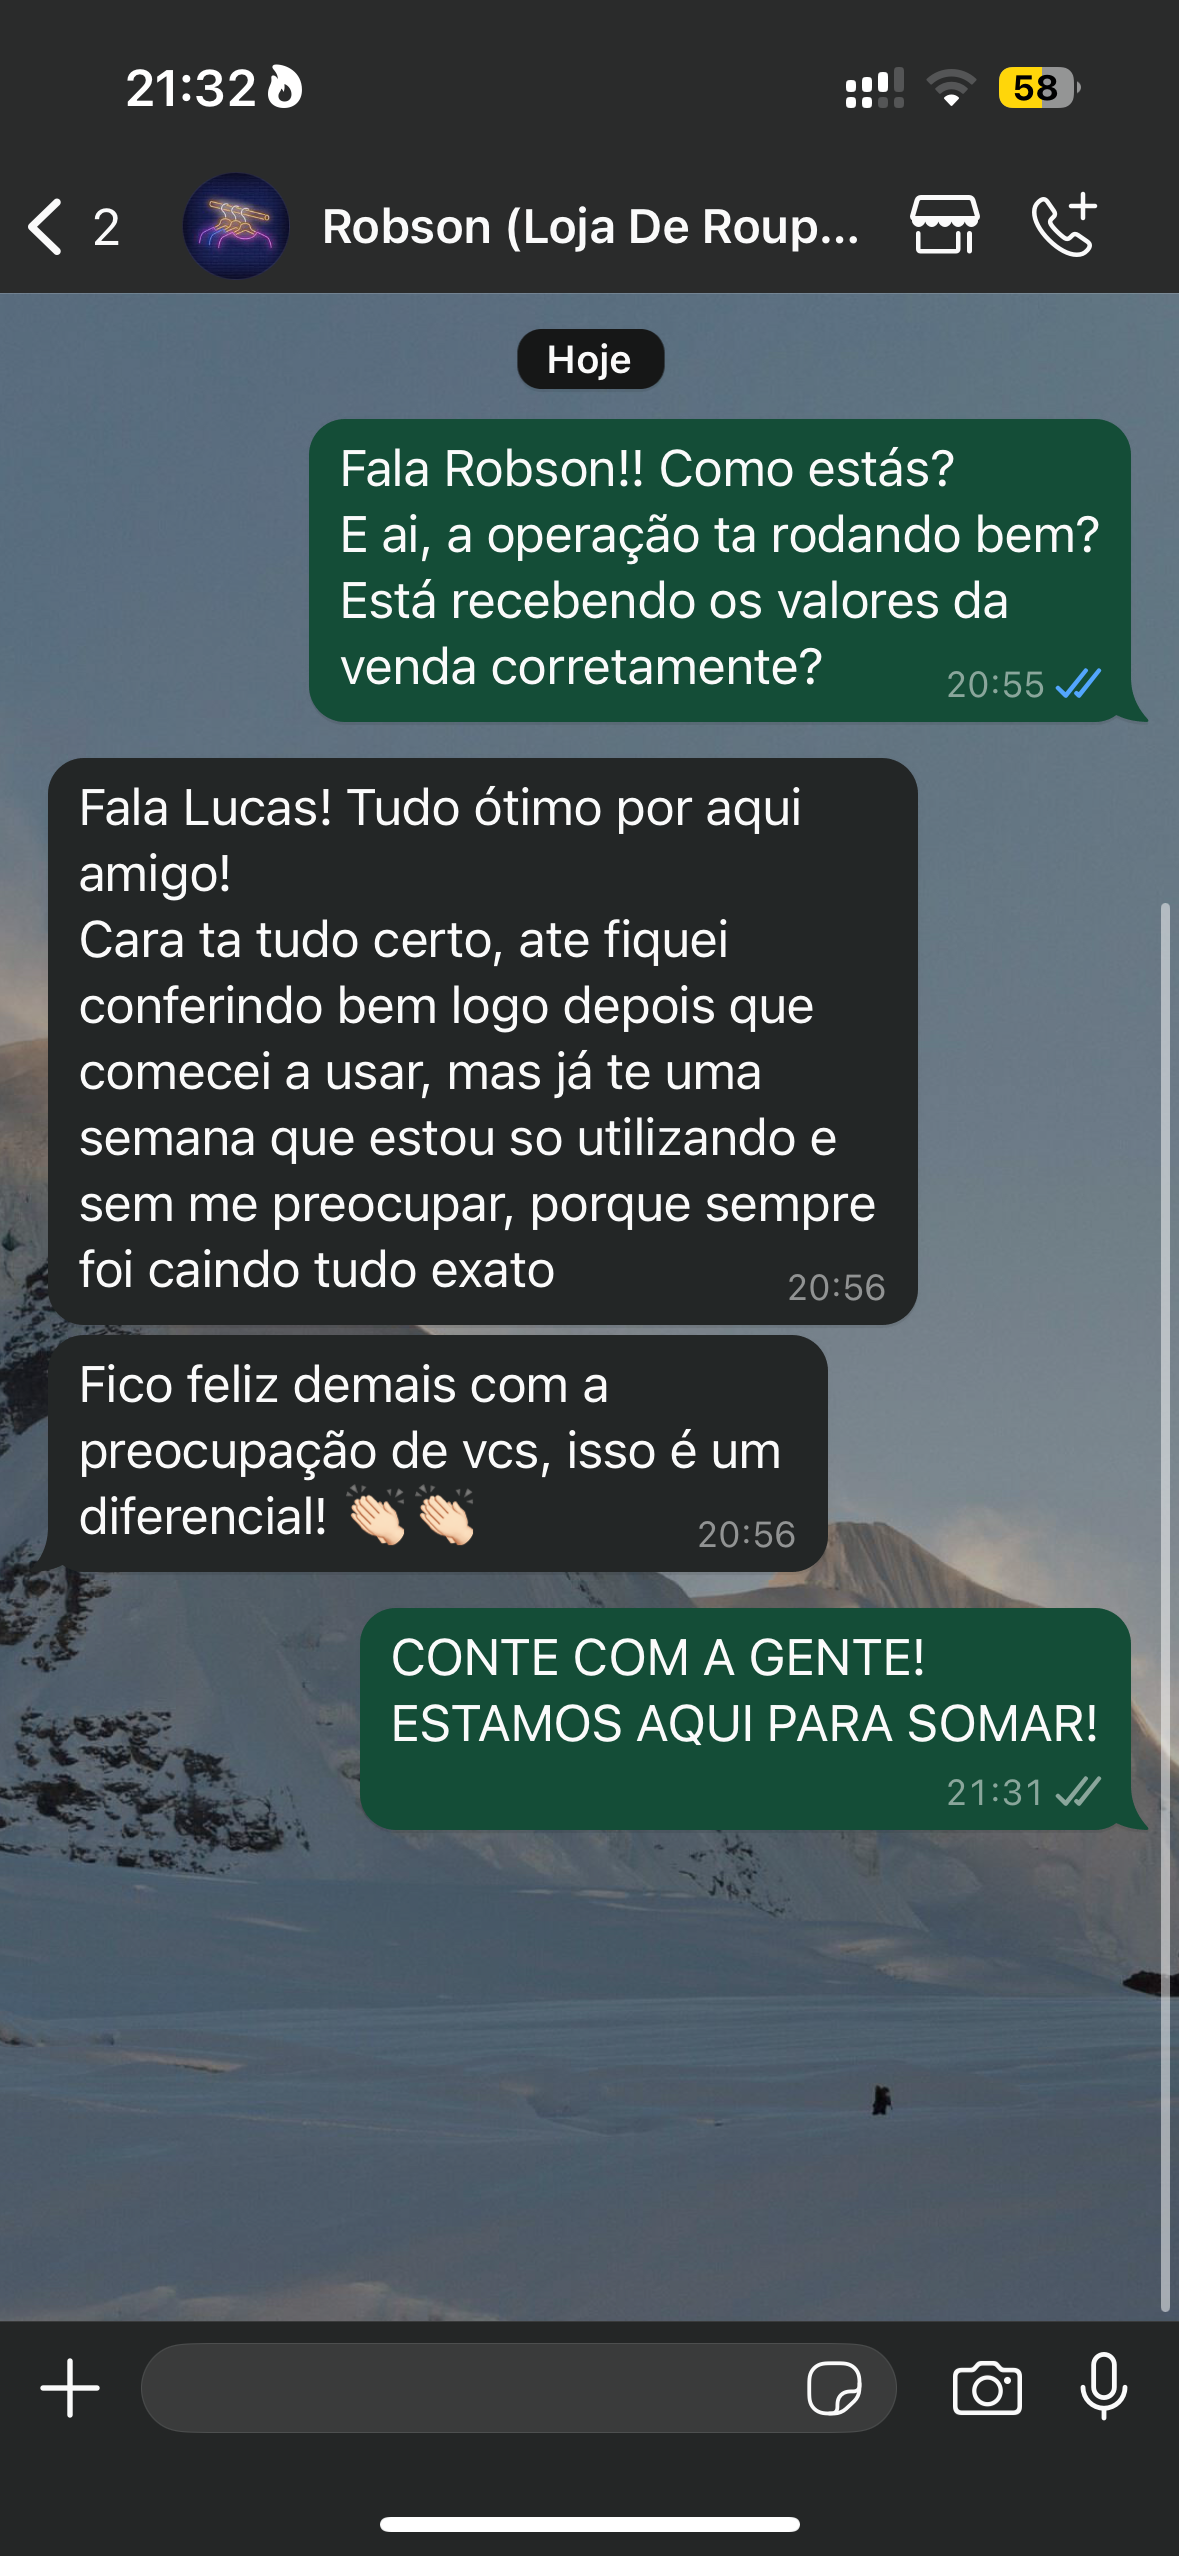 21:32
58
2
Robson (Loja De Roup...
Hoje
Fala Robson!! Como estás?
E ai, a operação ta rodando bem?
Está recebendo os valores da
venda corretamente?
20:55
Fala Lucas! Tudo ótimo por aqui
amigo!
Cara ta tudo certo, ate fiquei
conferindo bem logo depois que
comecei a usar, mas já te uma
semana que estou so utilizando e
sem me preocupar, porque sempre
foi caindo tudo exato
20:56
Fico feliz demais com a
preocupação de vcs, isso é um
diferencial! 👏🏻👏🏻
20:56
CONTE COM A GENTE!
ESTAMOS AQUI PARA SOMAR!
21:31